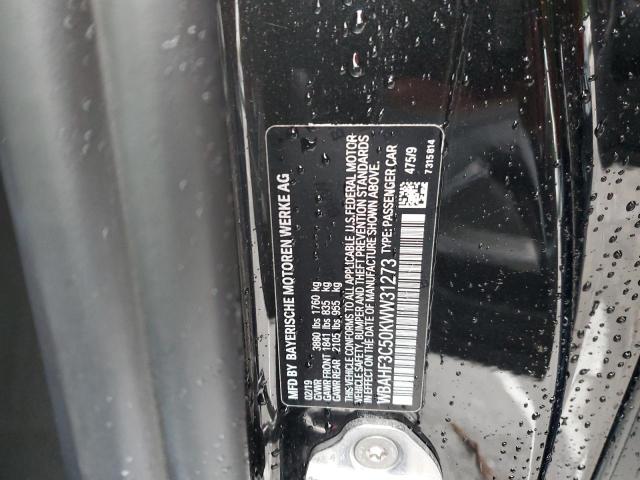 MFD BY BAYERISCHE MOTOREN WERKE AG
02/19
GVWR 3880 lbs 1760 kg
GAWR FRONT 1841 lbs 835 kg
GAWR REAR 2105 lbs 955 kg
THIS VEHICLE CONFORMS TO ALL APPLICABLE U.S.FEDERAL MOTOR
VEHICLE SAFETY, BUMPER AND THEFT PREVENTION STANDARDS
IN EFFECT ON THE DATE OF MANUFACTURE SHOWN ABOVE.
WBAHF3C50KWW31273 TYPE: PASSENGER CAR
475/9
7 315 814